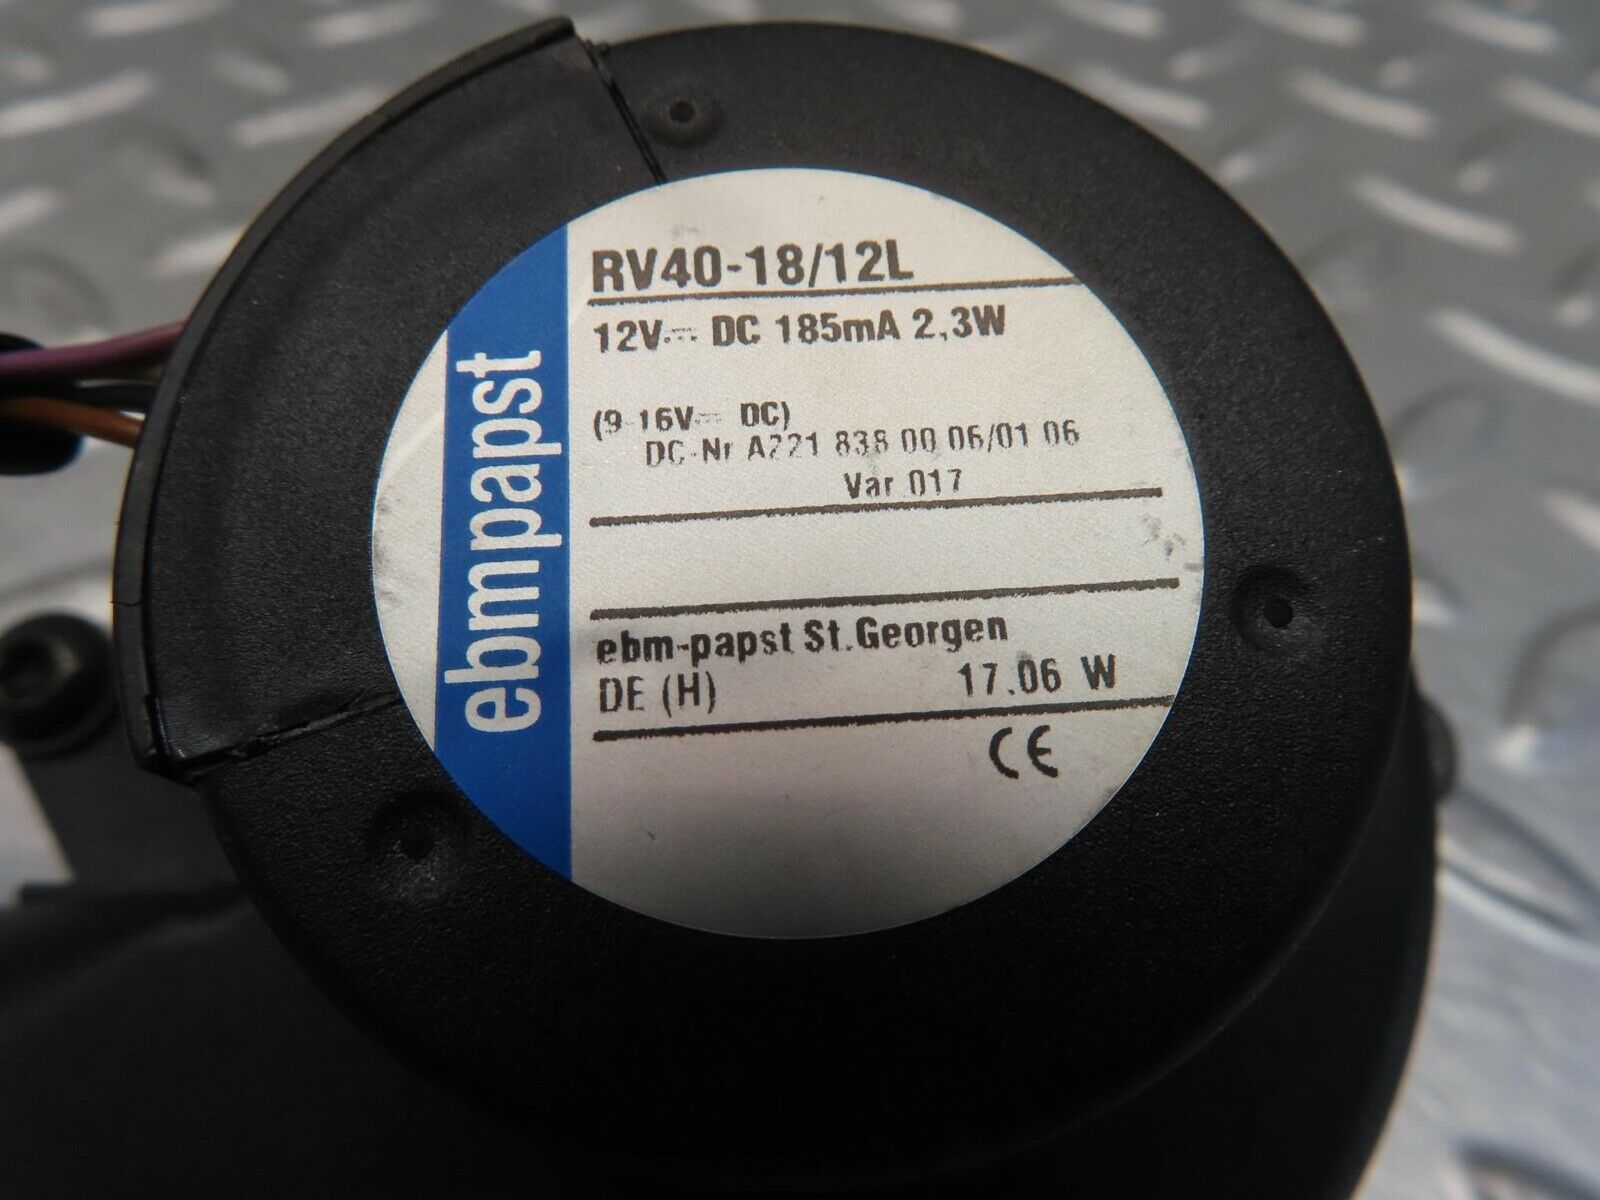 ebmpapst
RV40-18/12L
12V⎓ DC 185mA 2,3W
(9-16V⎓ DC)
DC-Nr A221 838 00 06/01 06
Var 017
ebm-papst St.Georgen
DE (H) 17.06 W
CE